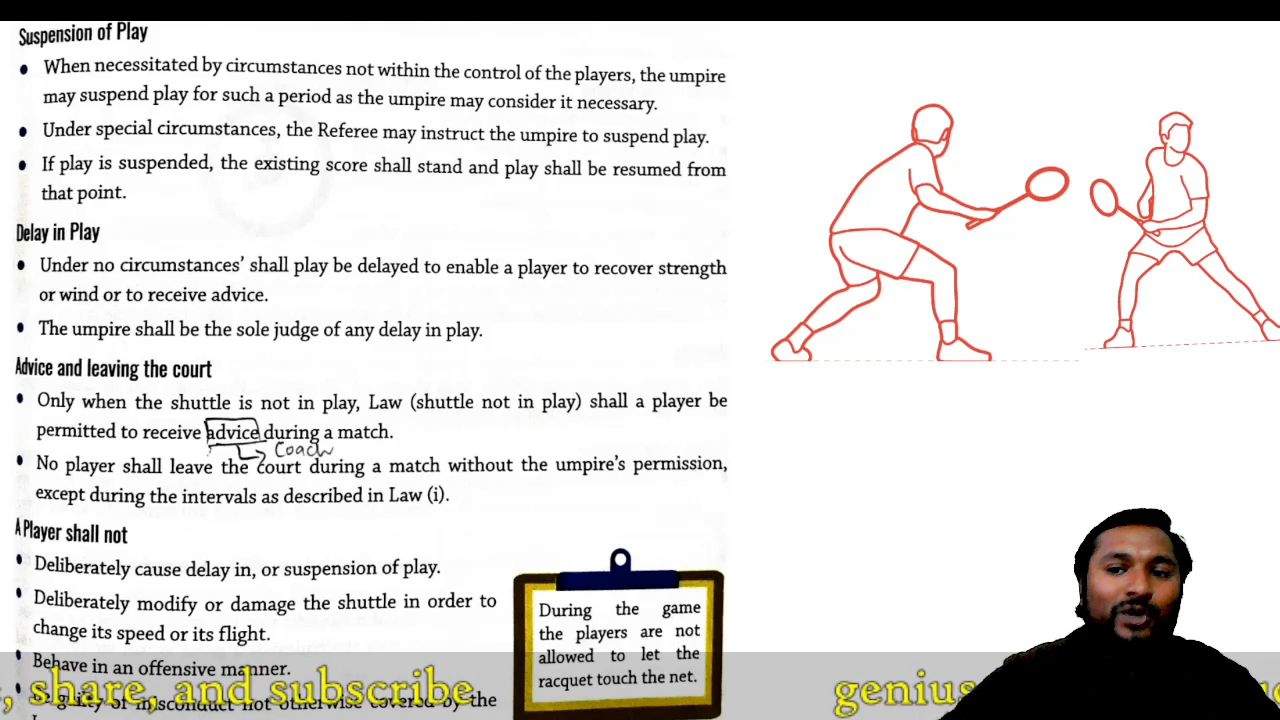 Suspension of Play
• When necessitated by circumstances not within the control of the players, the umpire
may suspend play for such a period as the umpire may consider it necessary.
• Under special circumstances, the Referee may instruct the umpire to suspend play.
• If play is suspended, the existing score shall stand and play shall be resumed from
that point.
Delay in Play
• Under no circumstances’ shall play be delayed to enable a player to recover strength
or wind or to receive advice.
• The umpire shall be the sole judge of any delay in play.
Advice and leaving the court
• Only when the shuttle is not in play, Law (shuttle not in play) shall a player be
permitted to receive advice during a match.
Coach
• No player shall leave the court during a match without the umpire’s permission,
except during the intervals as described in Law (i).
A Player shall not
• Deliberately cause delay in, or suspension of play.
• Deliberately modify or damage the shuttle in order to
change its speed or its flight.
• Behave in an offensive manner.
guilty of misconduct not otherwise covered by the
During the game
the players are not
allowed to let the
racquet touch the net.
share, and subscribe
genius